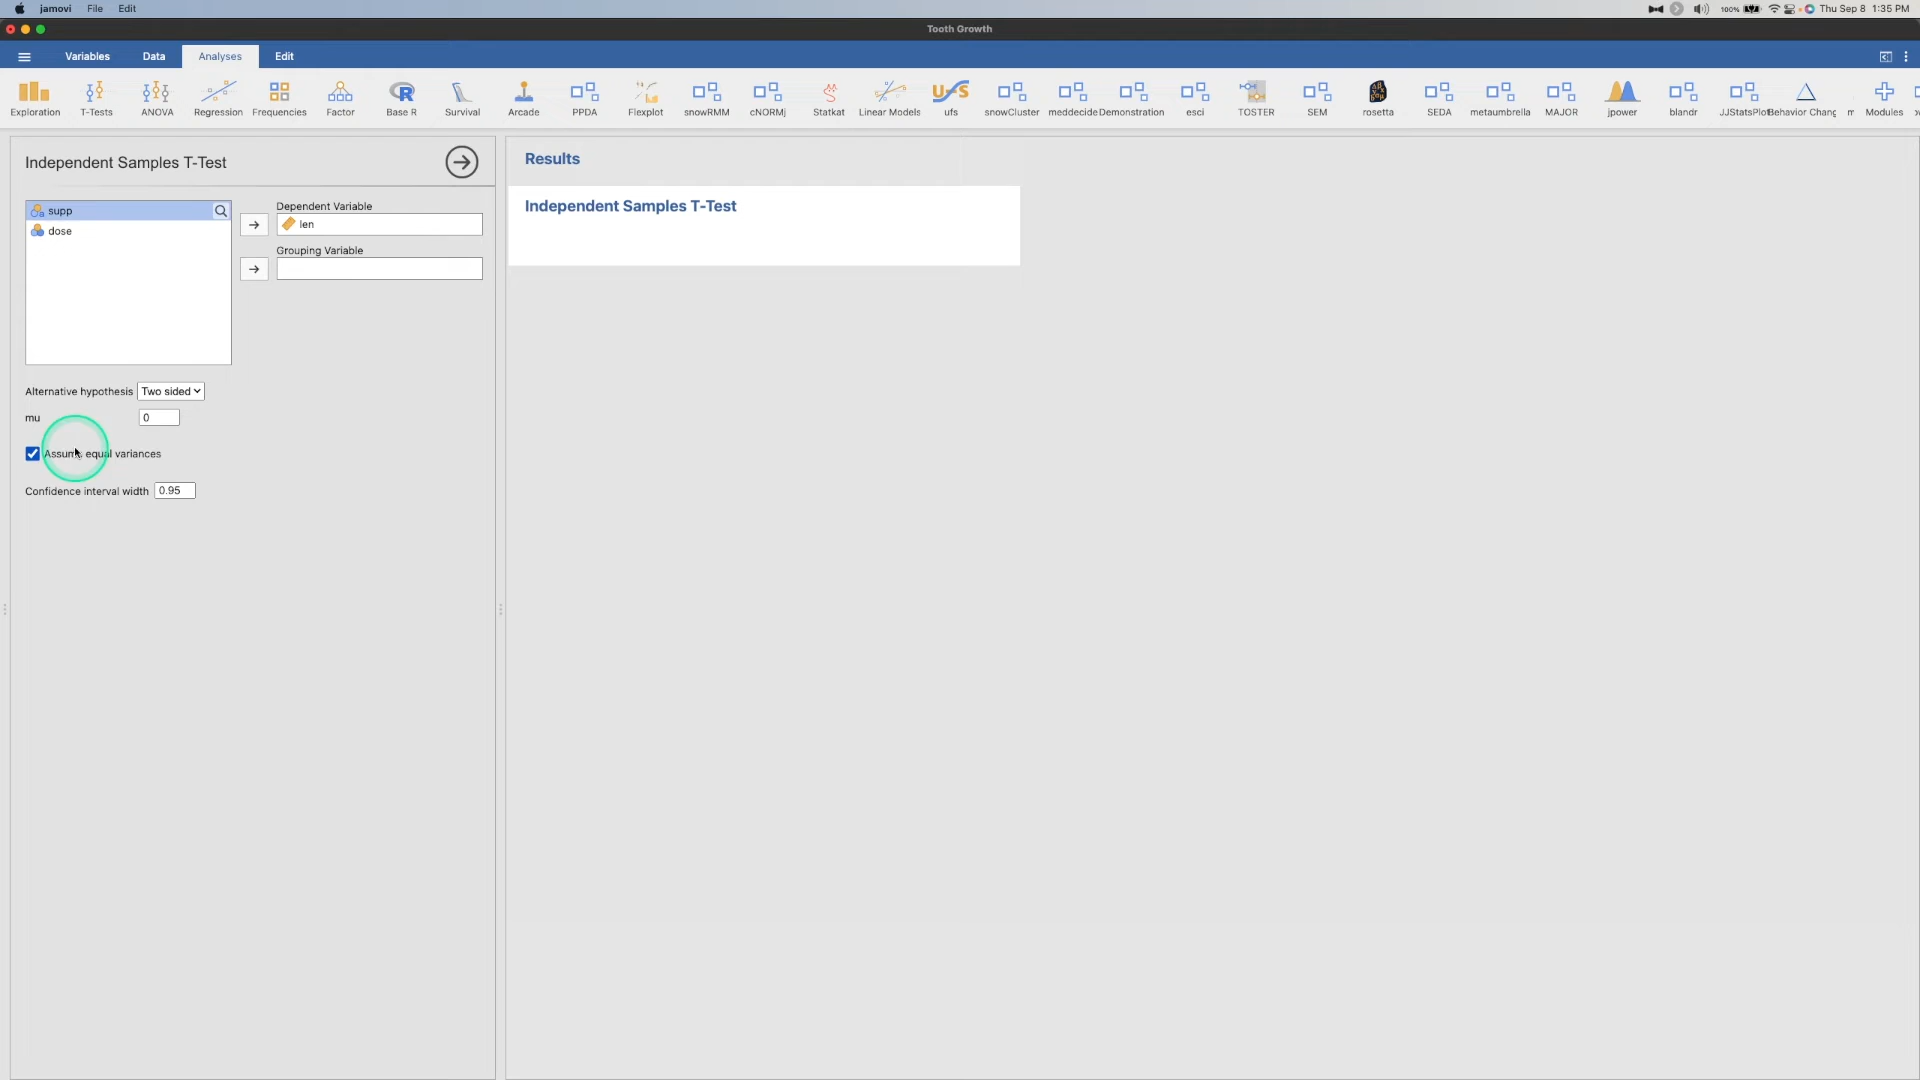 jamovi File Edit
100% Thu Sep 8 1:35 PM
Tooth Growth
Variables Data Analyses Edit
Exploration T-Tests ANOVA Regression Frequencies Factor Base R Survival Arcade PPDA Flexplot snowRMM cNORMj Statkat Linear Models ufs snowCluster meddecide Demonstration esci TOSTER SEM rosetta SEDA metaumbrella MAJOR jpower blandr JJStatsPlot Behavior Chang m Modules
Independent Samples T-Test
supp
dose
Dependent Variable
len
Grouping Variable
Alternative hypothesis Two sided
mu 0
Assume equal variances
Confidence interval width 0.95
Results
Independent Samples T-Test